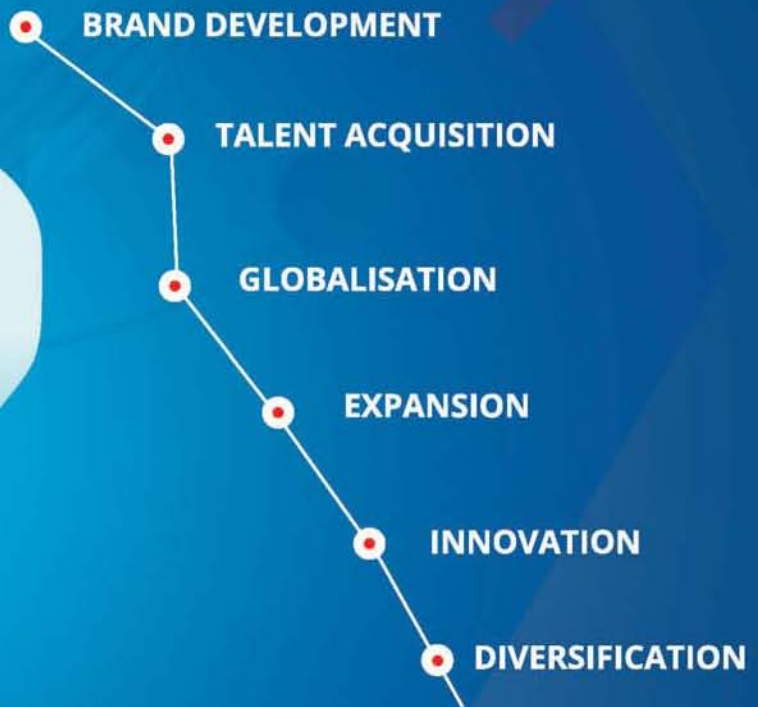 BRAND DEVELOPMENT
TALENT ACQUISITION
GLOBALISATION
EXPANSION
INNOVATION
DIVERSIFICATION